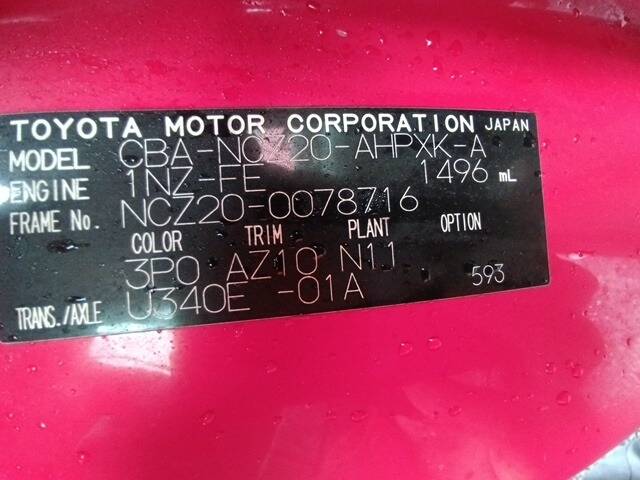 TOYOTA MOTOR CORPORATION JAPAN
MODEL CBA-NCZ20-AHPXK-A
ENGINE 1NZ-FE 1496 mL
FRAME No. NCZ20-0078716
COLOR TRIM PLANT OPTION
3P0 AZ10 N11 593
TRANS./AXLE U340E -01A